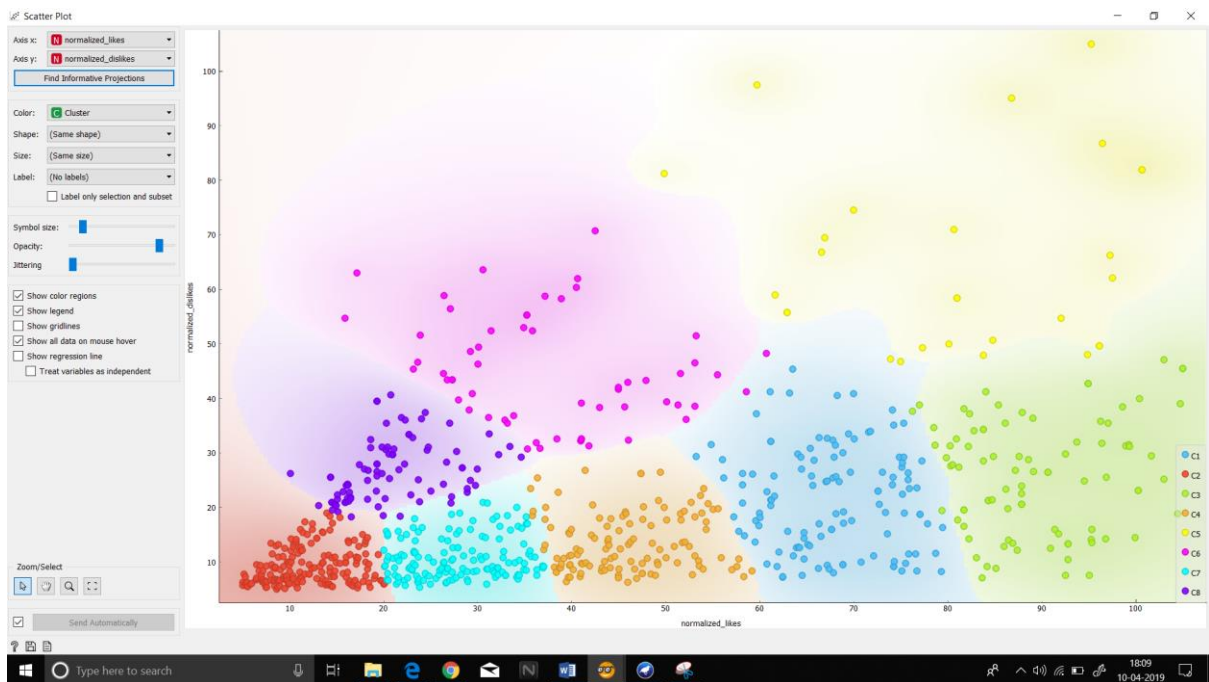 Scatter Plot
Axis x: N normalized_likes
Axis y: N normalized_dislikes
Find Informative Projections
Color: C Cluster
Shape: (Same shape)
Size: (Same size)
Label: (No labels)
Label only selection and subset
Symbol size:
Opacity:
Jittering
Show color regions
Show legend
Show gridlines
Show all data on mouse hover
Show regression line
Treat variables as independent
Zoom/Select
Send Automatically
normalized_dislikes
100
90
80
70
60
50
40
30
20
10
10 20 30 40 50 60 70 80 90 100
normalized_likes
C1
C2
C3
C4
C5
C6
C7
C8
Type here to search
18:09
10-04-2019